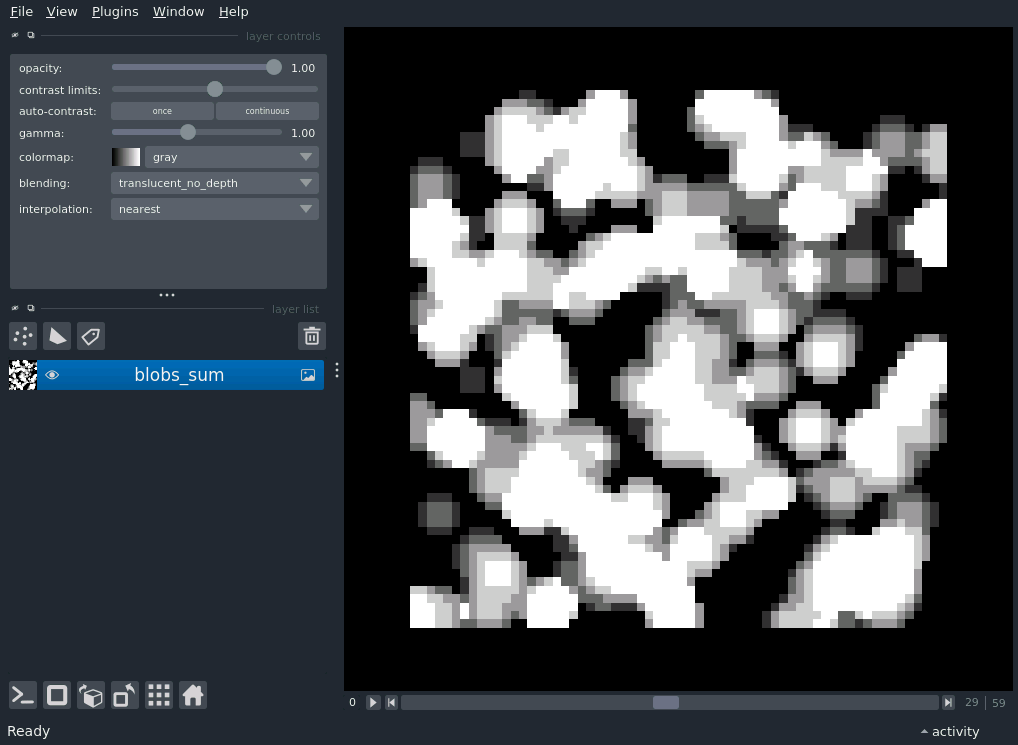 File View Plugins Window Help
layer controls
opacity: 1.00
contrast limits:
auto-contrast: once continuous
gamma: 1.00
colormap: gray
blending: translucent_no_depth
interpolation: nearest
layer list
blobs_sum
0 29 59
Ready activity